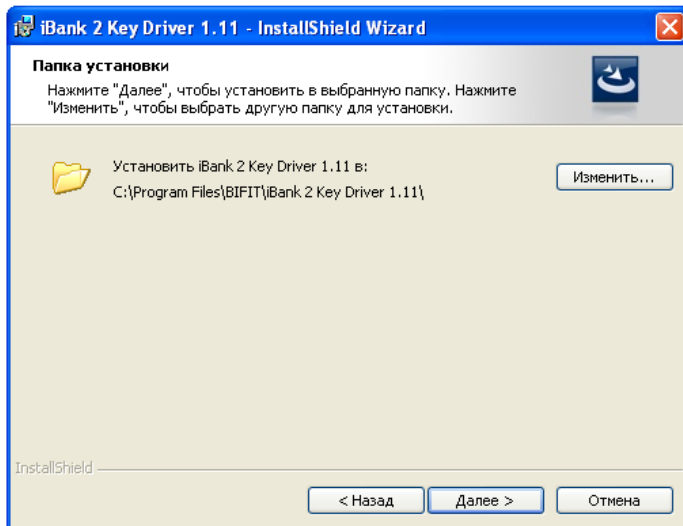 iBank 2 Key Driver 1.11 - InstallShield Wizard
Папка установки
Нажмите "Далее", чтобы установить в выбранную папку. Нажмите
"Изменить", чтобы выбрать другую папку для установки.
Установить iBank 2 Key Driver 1.11 в:
Изменить...
C:\Program Files\BIFIT\iBank 2 Key Driver 1.11\
InstallShield
< Назад
Далее >
Отмена